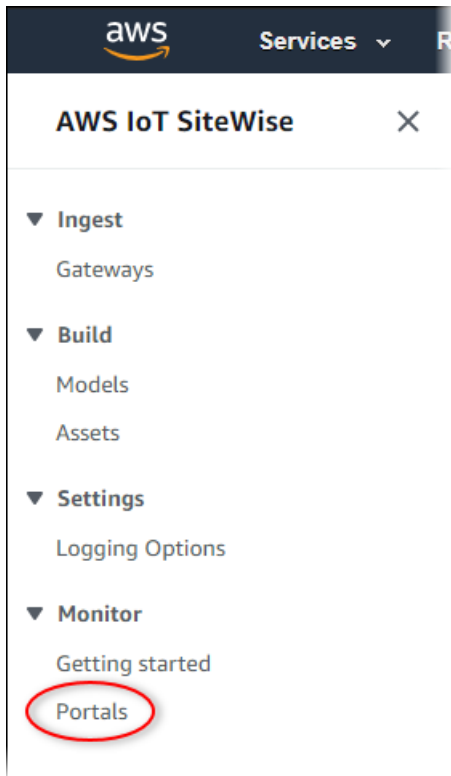 aws Services R
AWS IoT SiteWise
Ingest
Gateways
Build
Models
Assets
Settings
Logging Options
Monitor
Getting started
Portals